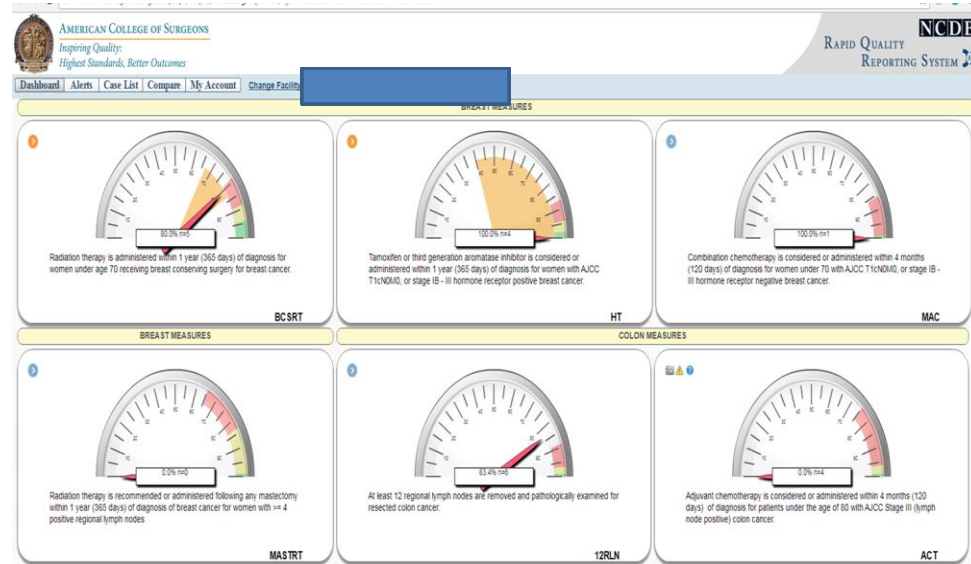 AMERICAN COLLEGE OF SURGEONS
Inspiring Quality:
Highest Standards, Better Outcomes
NCDB
RAPID QUALITY
REPORTING SYSTEM
Dashboard Alerts Case List Compare My Account Change Facility
BREAST MEASURES
80.0% n=5
Radiation therapy is administered within 1 year (365 days) of diagnosis for
women under age 70 receiving breast conserving surgery for breast cancer.
BCSRT
100.0% n=4
Tamoxifen or third generation aromatase inhibitor is considered or
administered within 1 year (365 days) of diagnosis for women with AJCC
T1cN0M0, or stage IB - III hormone receptor positive breast cancer.
HT
100.0% n=1
Combination chemotherapy is considered or administered within 4 months
(120 days) of diagnosis for women under 70 with AJCC T1cN0M0, or stage IB -
III hormone receptor negative breast cancer.
MAC
BREAST MEASURES
COLON MEASURES
0.0% n=0
Radiation therapy is recommended or administered following any mastectomy
within 1 year (365 days) of diagnosis of breast cancer for women with >= 4
positive regional lymph nodes
MASTRT
83.4% n=6
At least 12 regional lymph nodes are removed and pathologically examined for
resected colon cancer.
12RLN
0.0% n=4
Adjuvant chemotherapy is considered or administered within 4 months (120
days) of diagnosis for patients under the age of 80 with AJCC Stage III (lymph
node positive) colon cancer.
ACT